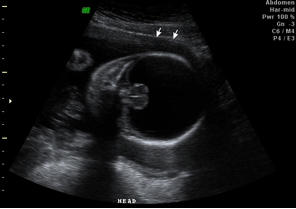 Abdomen
Har-mid
Pwr 100 %
Gn -3
C6 / M4
P4 / E3
HEAD